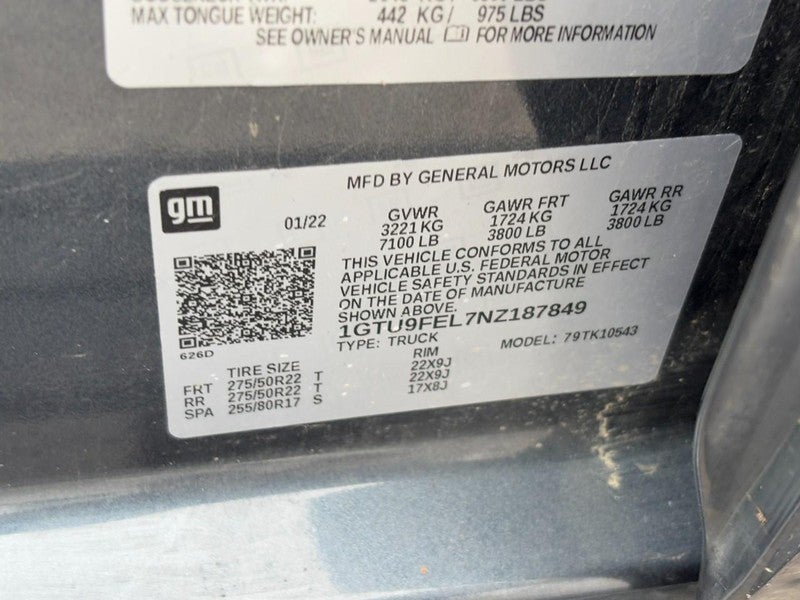 MAX TONGUE WEIGHT: 442 KG/ 975 LBS
SEE OWNER'S MANUAL FOR MORE INFORMATION
MFD BY GENERAL MOTORS LLC
gm
01/22
GVWR GAWR FRT GAWR RR
3221 KG 1724 KG 1724 KG
7100 LB 3800 LB 3800 LB
THIS VEHICLE CONFORMS TO ALL
APPLICABLE U.S. FEDERAL MOTOR
VEHICLE SAFETY STANDARDS IN EFFECT
ON THE DATE OF MANUFACTURE
SHOWN ABOVE.
1GTU9FEL7NZ187849
626D
TYPE: TRUCK MODEL: 79TK10543
TIRE SIZE RIM
FRT 275/50R22 T 22X9J
RR 275/50R22 T 22X9J
SPA 255/80R17 S 17X8J